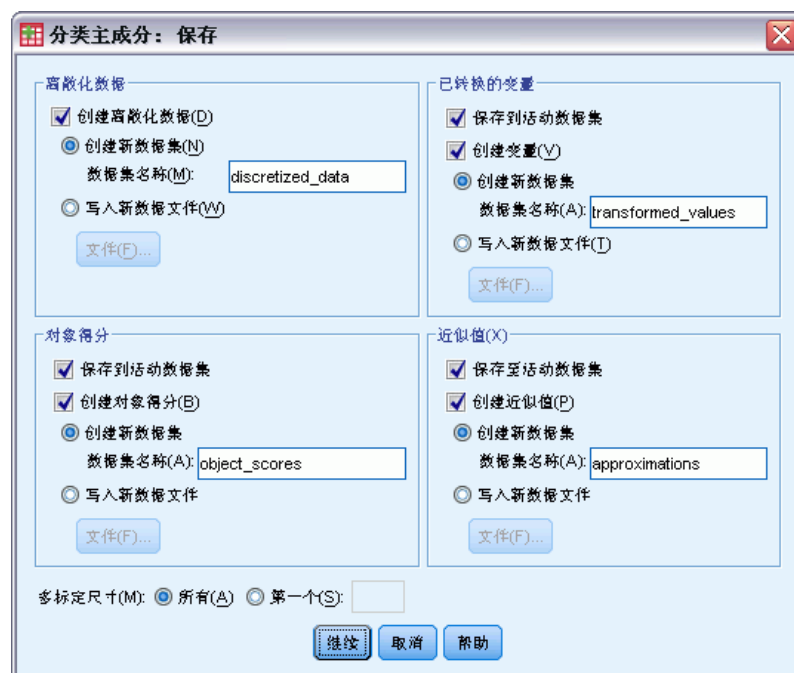 分类主成分：保存
离散化数据
创建离散化数据(D)
创建新数据集(N)
数据集名称(M): discretized_data
写入新数据文件(W)
文件(F)...
已转换的变量
保存到活动数据集
创建变量(V)
创建新数据集
数据集名称(A): transformed_values
写入新数据文件(T)
文件(F)...
对象得分
保存到活动数据集
创建对象得分(B)
创建新数据集
数据集名称(A): object_scores
写入新数据文件
文件(F)...
近似值(X)
保存至活动数据集
创建近似值(P)
创建新数据集
数据集名称(A): approximations
写入新数据文件
文件(F)...
多标定尺寸(M): 所有(A) 第一个(S):
继续 取消 帮助